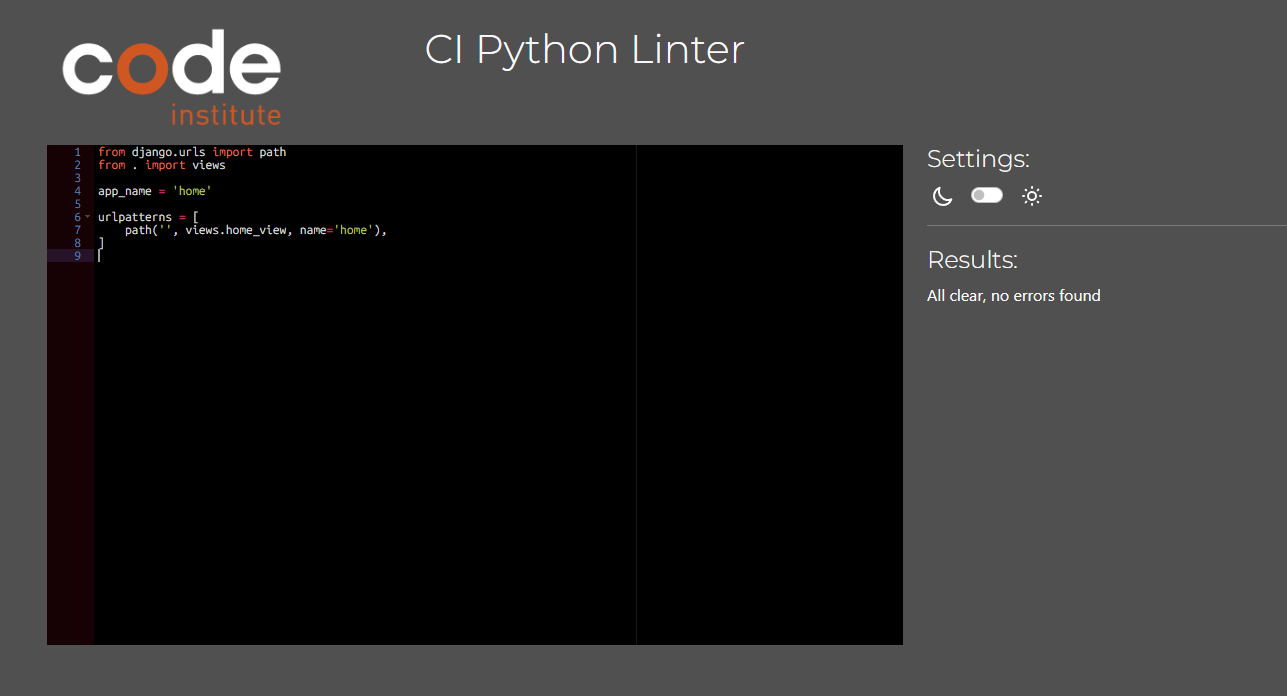 code
institute
CI Python Linter
1 from django.urls import path
2 from . import views
3
4 app_name = 'home'
5
6 urlpatterns = [
7     path('', views.home_view, name='home'),
8 ]
9
Settings:
Results:
All clear, no errors found